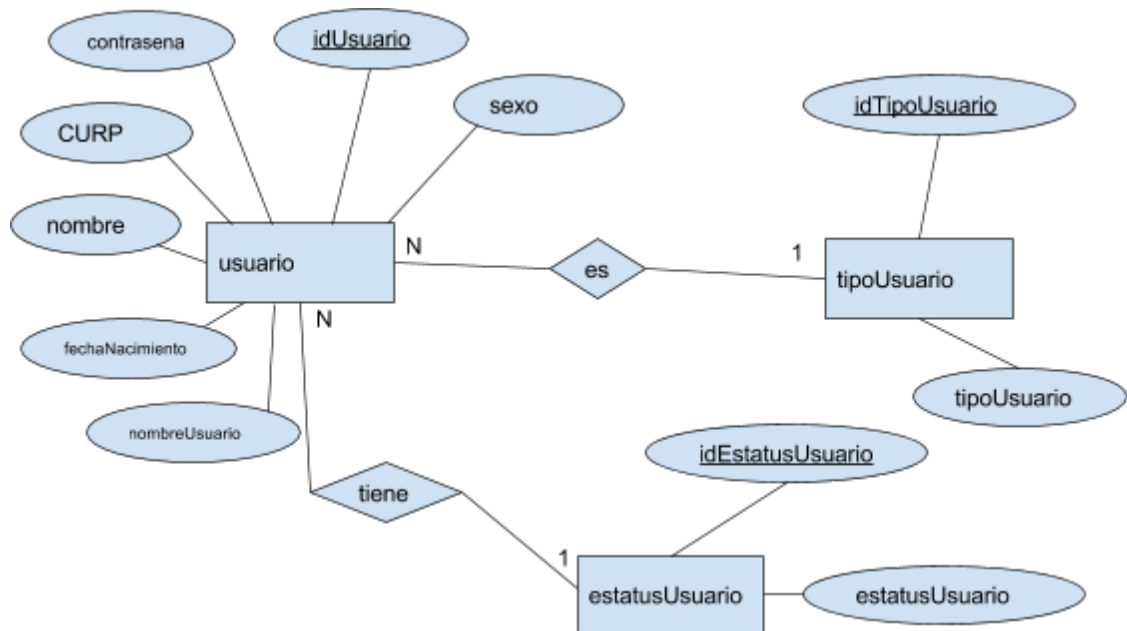 contrasena
idUsuario
sexo
idTipoUsuario
CURP
nombre
usuario
N
es
1
tipoUsuario
N
fechaNacimiento
tipoUsuario
nombreUsuario
idEstatusUsuario
tiene
1
estatusUsuario
estatusUsuario